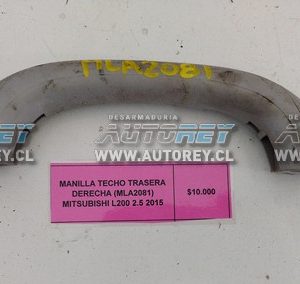 MLA2081
DESARMADURIA
AUTOREY
WWW.AUTOREY.CL
MANILLA TECHO TRASERA
DERECHA (MLA2081)
MITSUBISHI L200 2.5 2015
$10.000